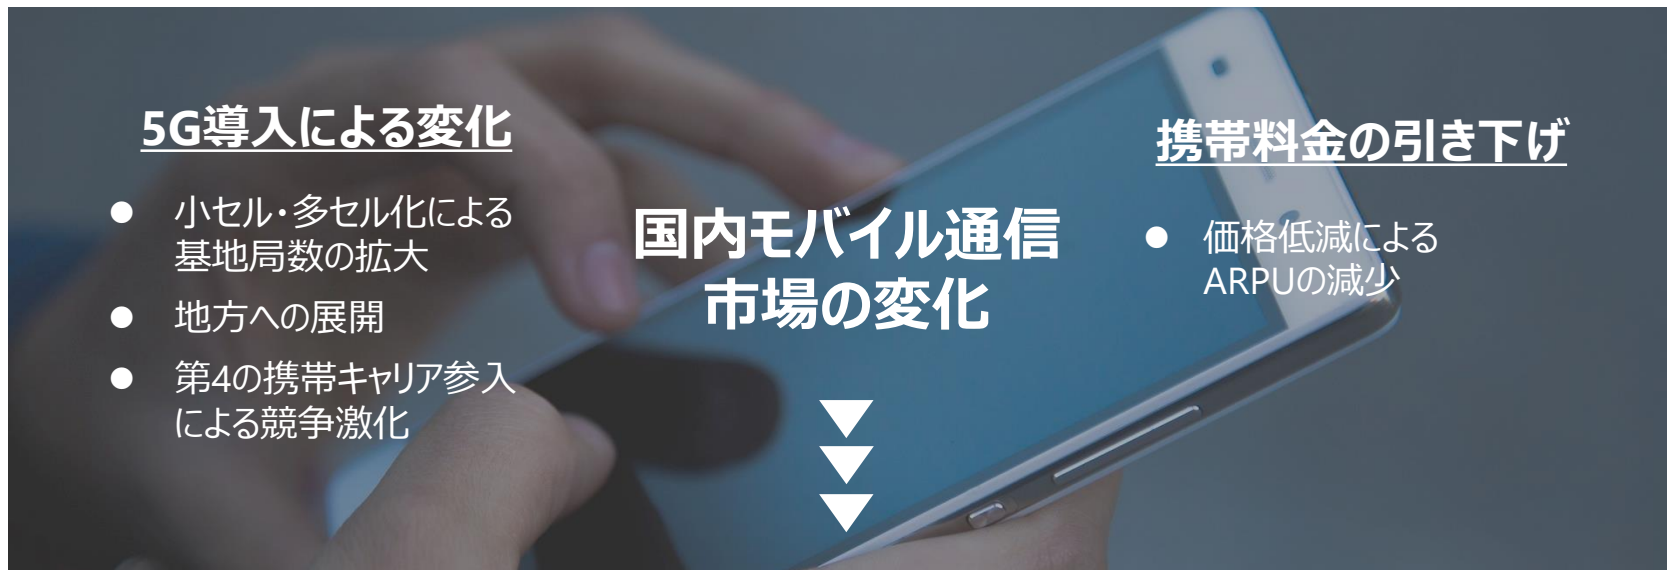 5G導入による変化
● 小セル・多セル化による
基地局数の拡大
● 地方への展開
● 第4の携帯キャリア参入
による競争激化
国内モバイル通信
市場の変化
携帯料金の引き下げ
● 価格低減による
ARPUの減少